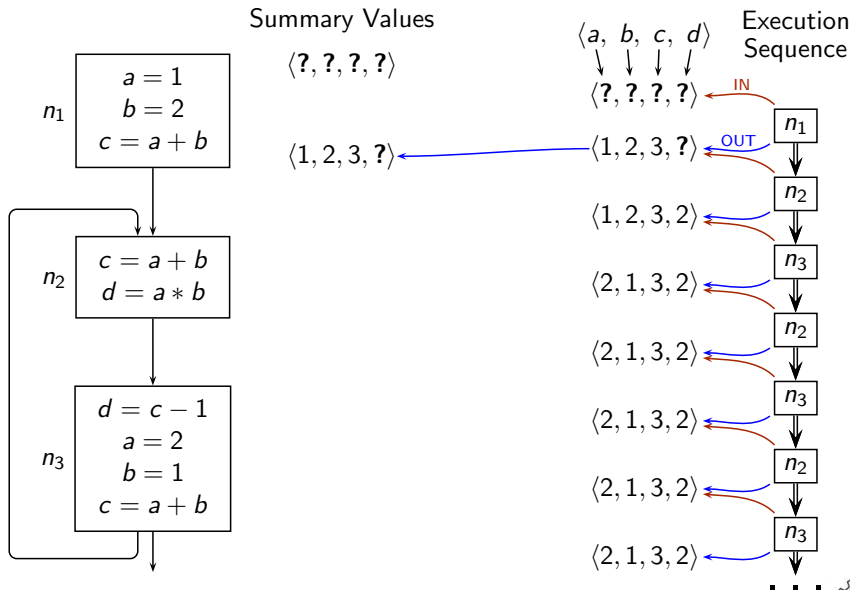 Summary Values
Execution
Sequence
⟨a, b, c, d⟩
n₁
a = 1
b = 2
c = a + b
n₂
c = a + b
d = a ∗ b
n₃
d = c − 1
a = 2
b = 1
c = a + b
⟨?, ?, ?, ?⟩
⟨1, 2, 3, ?⟩
⟨?, ?, ?, ?⟩
IN
n₁
⟨1, 2, 3, ?⟩
OUT
n₂
⟨1, 2, 3, 2⟩
n₃
⟨2, 1, 3, 2⟩
n₂
⟨2, 1, 3, 2⟩
n₃
⟨2, 1, 3, 2⟩
n₂
⟨2, 1, 3, 2⟩
n₃
⟨2, 1, 3, 2⟩
. . .